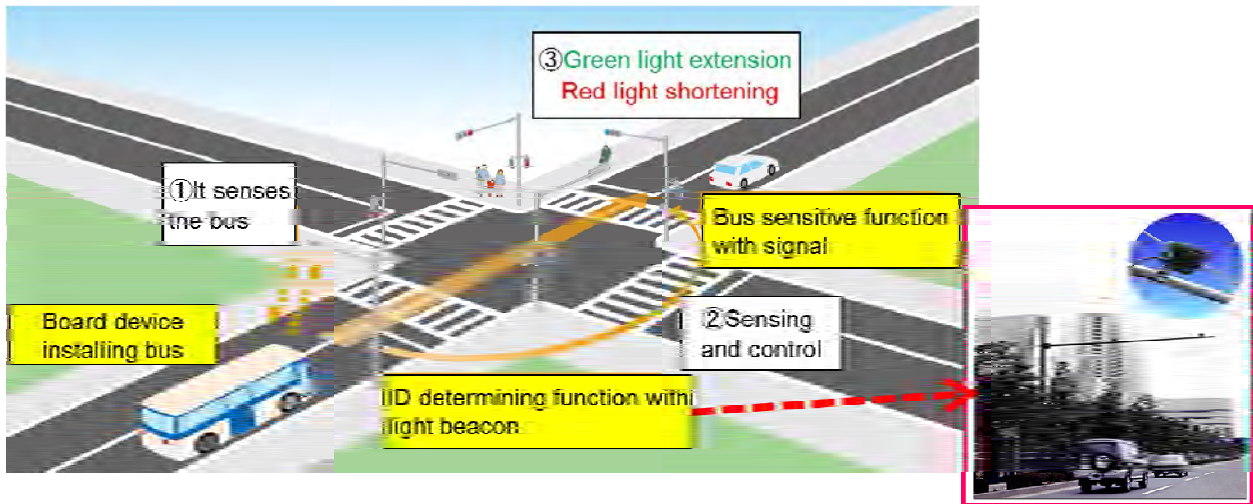 ③Green light extension
Red light shortening
①It senses
the bus
Bus sensitive function
with signal
Board device
installing bus
②Sensing
and control
IID determining function with
light beacon